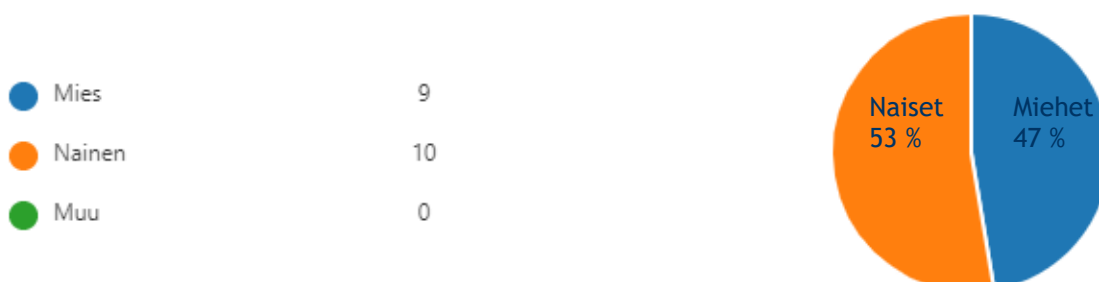 Mies 9
Nainen 10
Muu 0
Naiset
53 %
Miehet
47 %